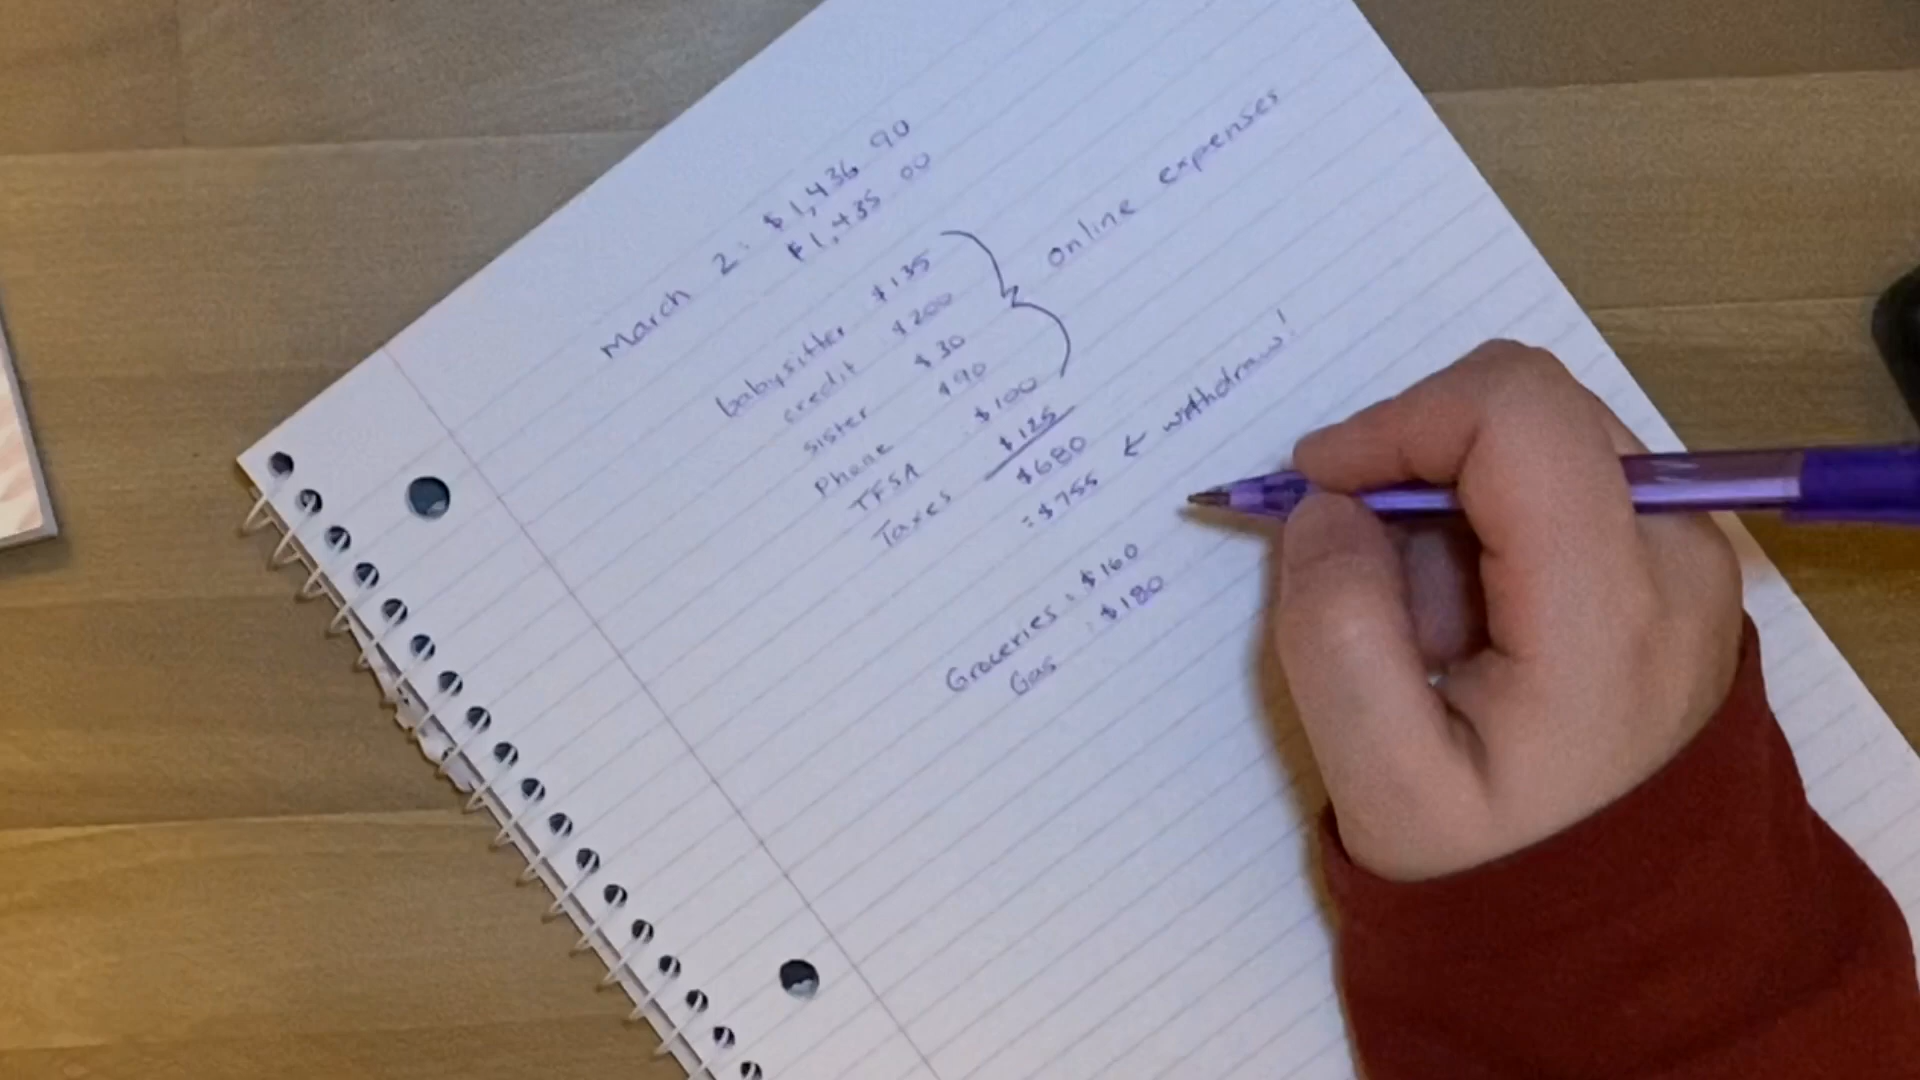 March 2: $1,436 90
$1,435 00
babysitter $135
credit $200
sister $30
Phone $90
TFSA $100
Taxes $125
Online expenses
$680
= $755 ← withdraw!
Groceries : $160
Gas : $180